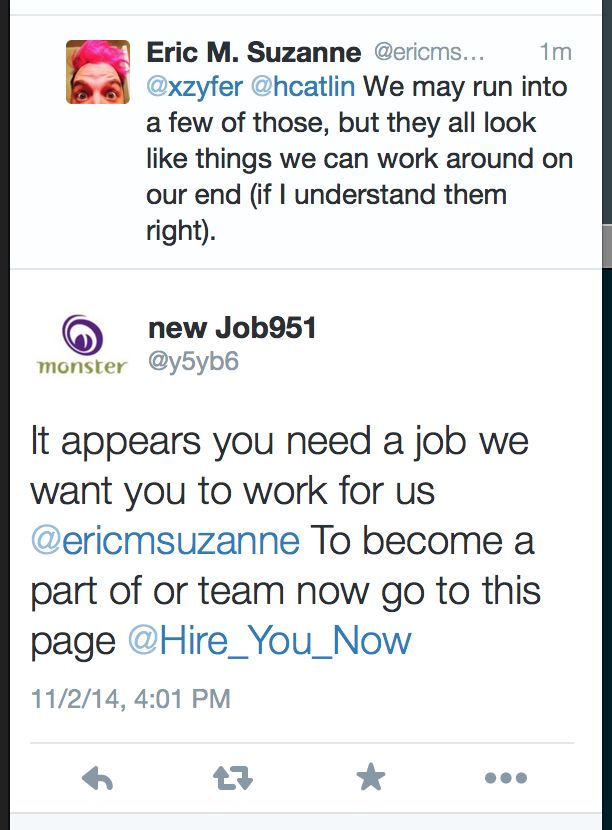 Eric M. Suzanne @ericms... 1m
@xzyfer @hcatlin We may run into
a few of those, but they all look
like things we can work around on
our end (if I understand them
right).
new Job951
monster
@y5yb6
It appears you need a job we
want you to work for us
@ericmsuzanne To become a
part of or team now go to this
page @Hire_You_Now
11/2/14, 4:01 PM